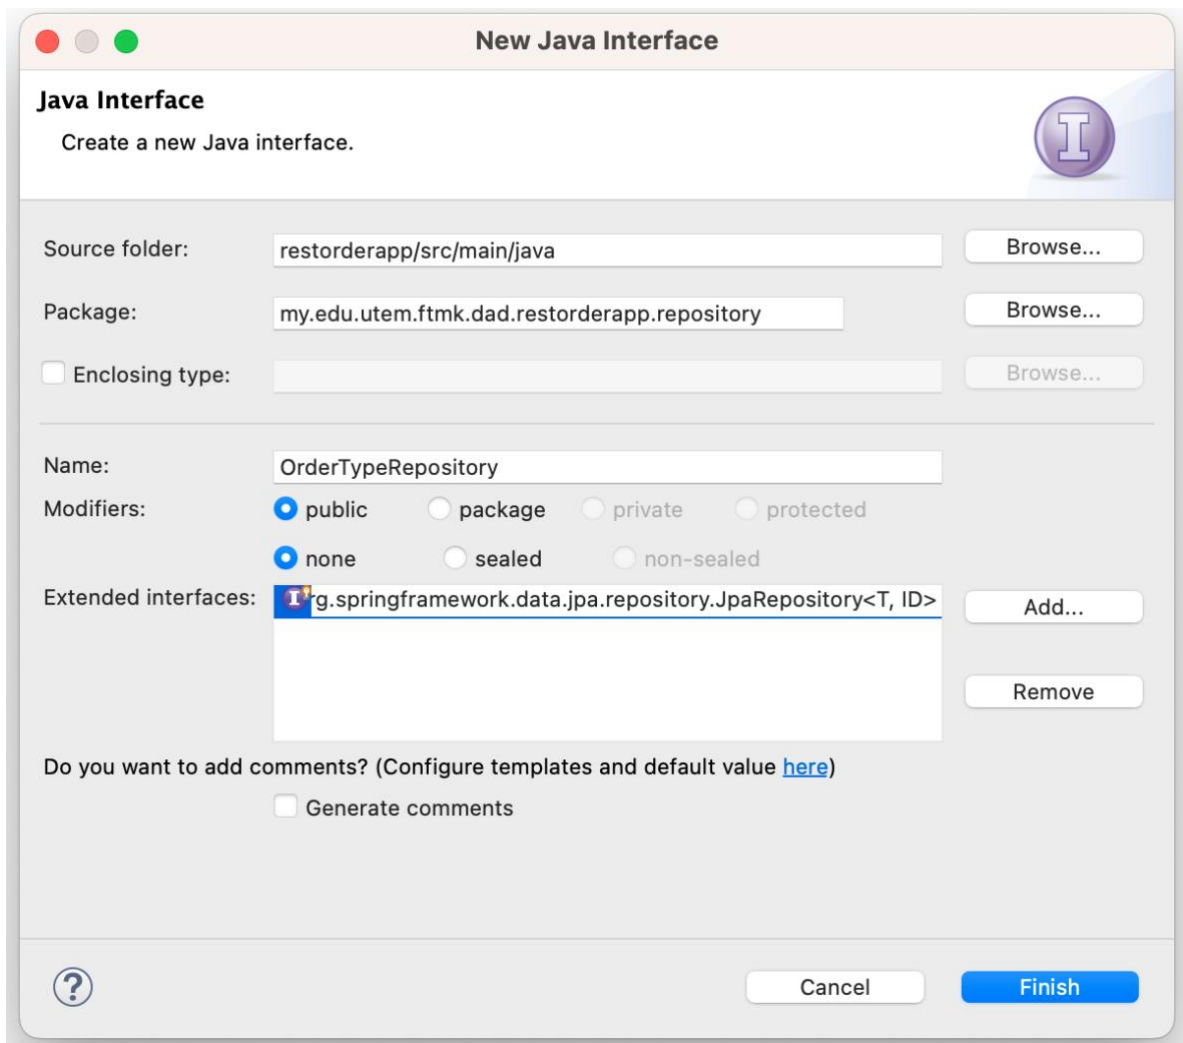 New Java Interface
Java Interface
Create a new Java interface.
Source folder: restorderapp/src/main/java Browse...
Package: my.edu.utem.ftmk.dad.restorderapp.repository Browse...
Enclosing type: Browse...
Name: OrderTypeRepository
Modifiers: public package private protected
none sealed non-sealed
Extended interfaces: rg.springframework.data.jpa.repository.JpaRepository<T, ID> Add...
Remove
Do you want to add comments? (Configure templates and default value here)
Generate comments
? Cancel Finish